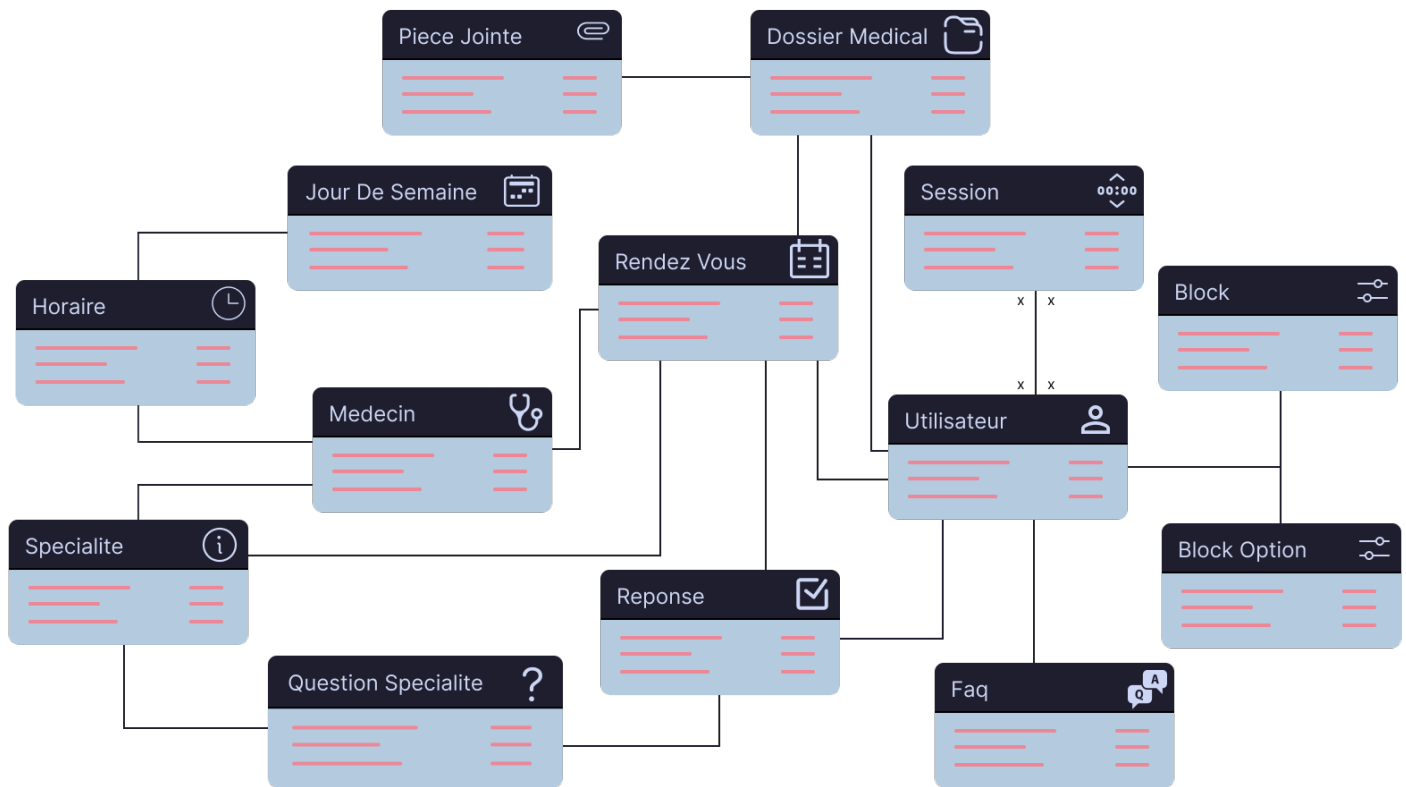 Piece Jointe
Dossier Medical
Jour De Semaine
Session
00:00
Rendez Vous
Block
x x
Horaire
x x
Medecin
Utilisateur
Specialite
i
Block Option
Reponse
Question Specialite
?
Faq
Q A